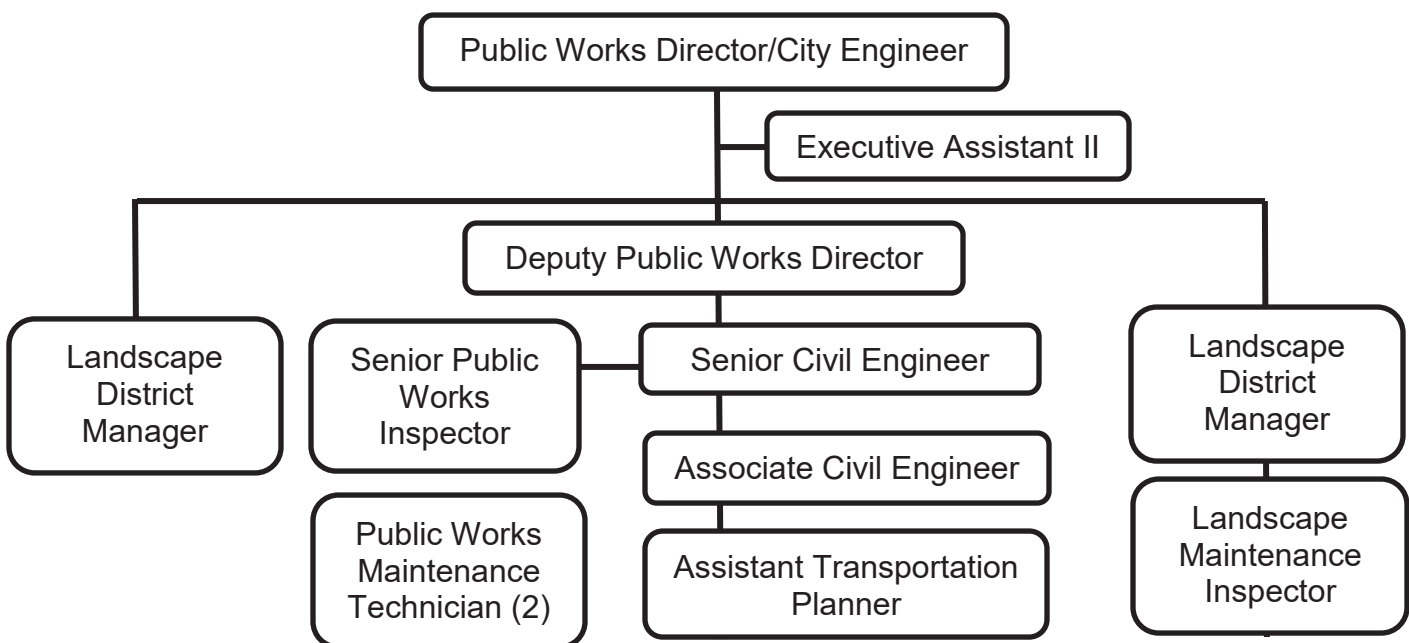 Public Works Director/City Engineer
Executive Assistant II
Deputy Public Works Director
Landscape
District
Manager
Senior Public
Works
Inspector
Senior Civil Engineer
Landscape
District
Manager
Associate Civil Engineer
Public Works
Maintenance
Technician (2)
Assistant Transportation
Planner
Landscape
Maintenance
Inspector